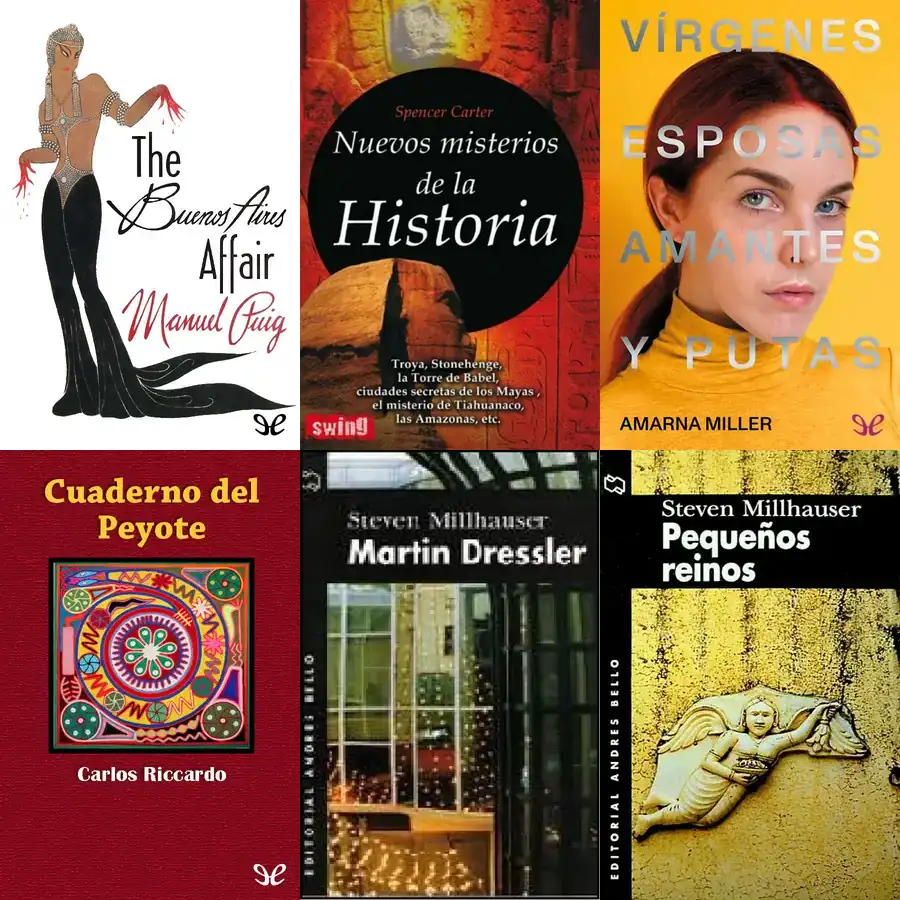 The
Buenos Aires
Affair
Manuel Puig
Spencer Carter
Nuevos misterios
de la
Historia
Troya, Stonehenge,
la Torre de Babel,
ciudades secretas de los Mayas ,
el misterio de Tiahuanaco,
las Amazonas, etc.
swing
VÍRGENES
ESPOSAS
AMANTES
Y PUTAS
AMARNA MILLER
Cuaderno del
Peyote
Carlos Riccardo
Steven Millhauser
Martin Dressler
EDITORIAL ANDRES BELLO
Steven Millhauser
Pequeños
reinos
EDITORIAL ANDRES BELLO